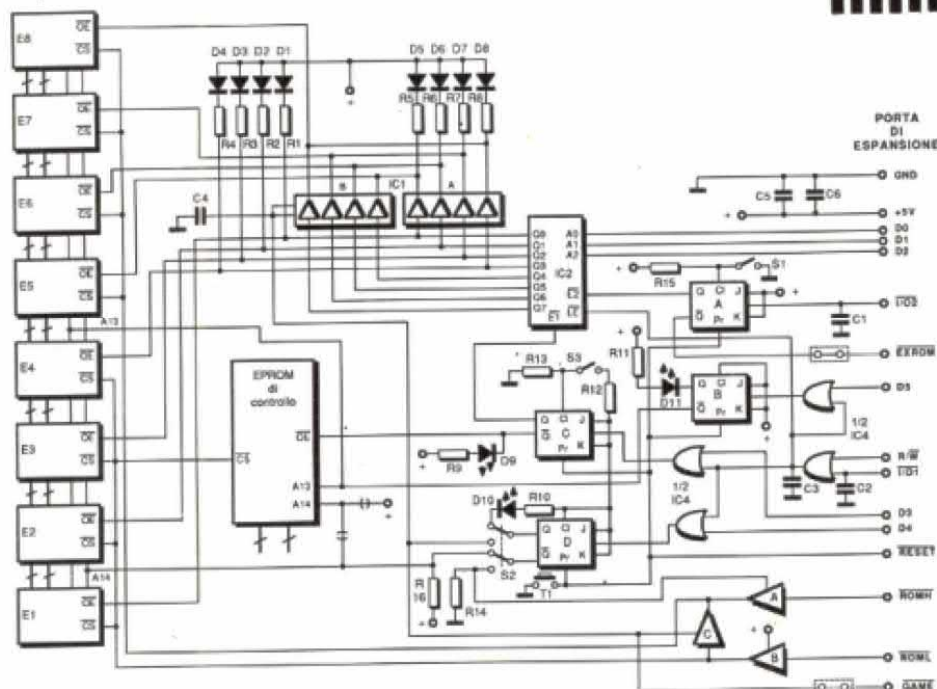 E8
OE
CS
E7
OE
CS
E6
OE
CS
E5
OE
CS
A13
E4
OE
CS
E3
OE
CS
E2
OE
CS
A14
E1
OE
CS
D4 D3 D2 D1
R4 R3 R2 R1
D5 D6 D7 D8
R5 R6 R7 R8
+
C4
B
IC1
A
PORTA
DI
ESPANSIONE
GND
C5
C6
+
+5V
D0
D1
D2
Q0
Q1
Q2
Q3
Q4
Q5
Q6
Q7
A0
A1
A2
IC2
E2
LE
E1
+
R15
S1
Q CI J
A
Q Pr K
+
I/O2
C1
EXROM
EPROM
di
controllo
OE
CS
A13
A14
+
R13
S3
R12
+
R11
D11
Q CI J
B
Q Pr K
+
D5
1/2
IC4
R/W
I/O1
C3
C2
Q CI J
C
Q Pr K
+
R9
D9
1/2
IC4
D3
D4
D10
R10
Q CI J
D
Q Pr K
S2
T1
RESET
R
16
+
R14
A
ROMH
C
+
B
ROML
GAME